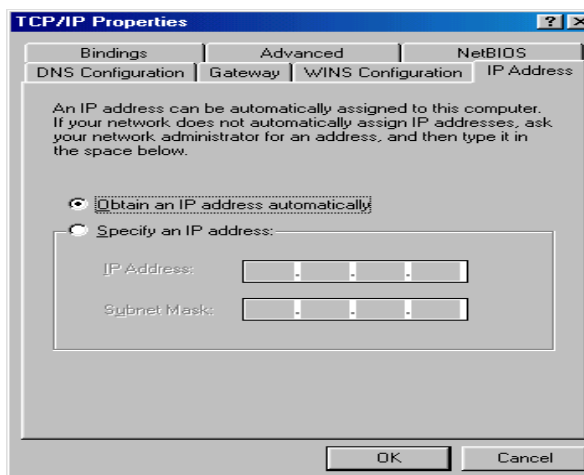 TCP/IP Properties
Bindings Advanced NetBIOS
DNS Configuration Gateway WINS Configuration IP Address
An IP address can be automatically assigned to this computer.
If your network does not automatically assign IP addresses, ask
your network administrator for an address, and then type it in
the space below.
Obtain an IP address automatically
Specify an IP address:
IP Address:
Subnet Mask:
OK Cancel